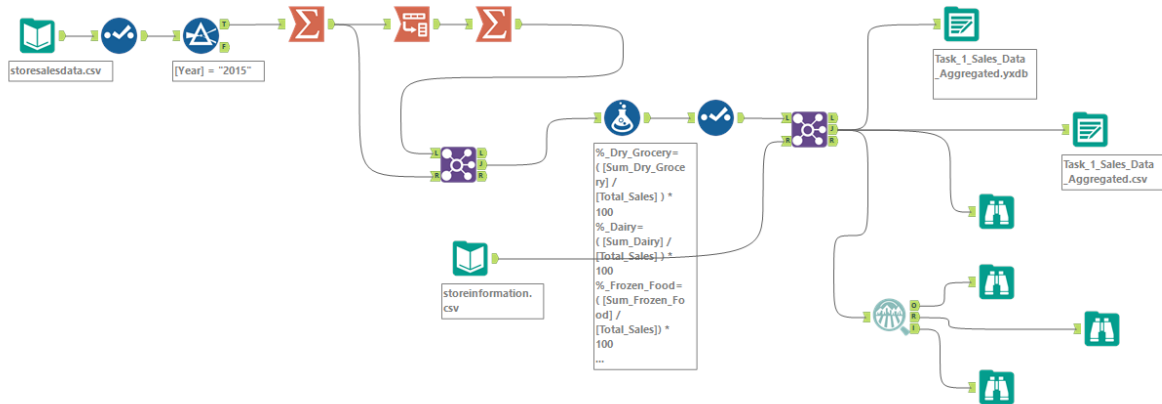 storesalesdata.csv
[Year] = "2015"
T
F
L
R
L
J
R
%_Dry_Grocery=
( [Sum_Dry_Groce
ry] /
[Total_Sales] ) *
100
%_Dairy=
( [Sum_Dairy] /
[Total_Sales] ) *
100
%_Frozen_Food=
( [Sum_Frozen_Fo
od] /
[Total_Sales]) *
100
...
storeinformation.
csv
L
R
L
J
R
Task_1_Sales_Data
_Aggregated.yxdb
Task_1_Sales_Data
_Aggregated.csv
O
R
I